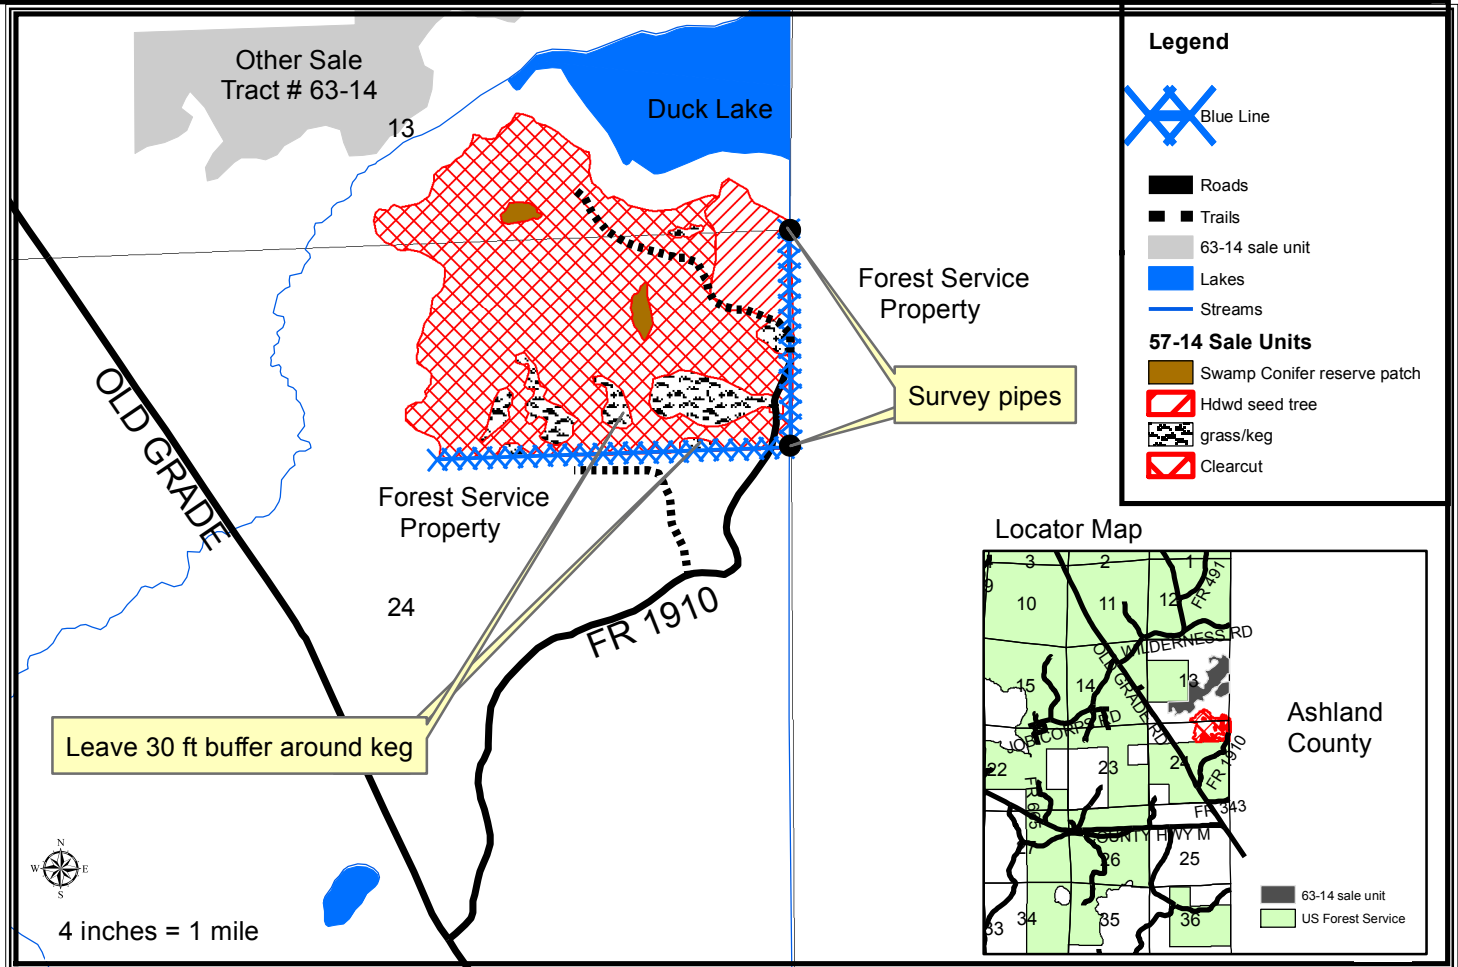 Other Sale
Tract # 63-14
13
Duck Lake
Forest Service
Property
Survey pipes
OLD GRADE
Forest Service
Property
24
FR 1910
Leave 30 ft buffer around keg
N
W
E
S
4 inches = 1 mile
Legend
Blue Line
Roads
Trails
63-14 sale unit
Lakes
Streams
57-14 Sale Units
Swamp Conifer reserve patch
Hdwd seed tree
grass/keg
Clearcut
Locator Map
3
2
1
9
10
11
12
FR 491
WILDERNESS RD
OLD GRADE RD
15
14
13
JOB CORPS RD
22
23
24
FR 1910
FR 695
FR 343
COUNTY HWY M
27
26
25
33
34
35
36
Ashland
County
63-14 sale unit
US Forest Service